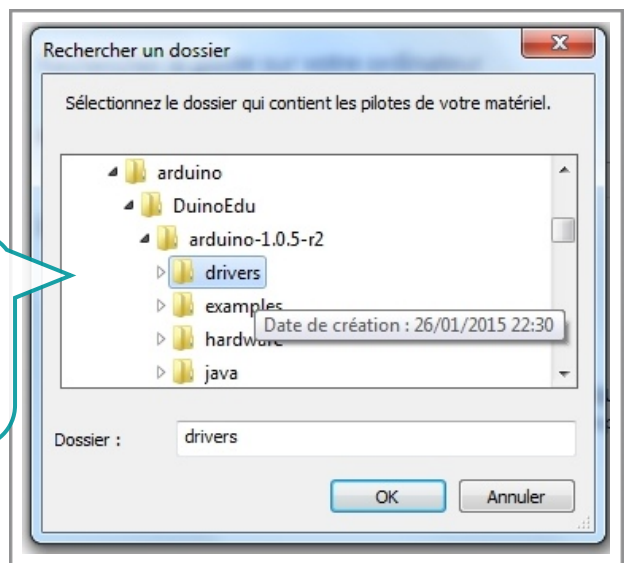 Rechercher un dossier
Sélectionnez le dossier qui contient les pilotes de votre matériel.
arduino
DuinoEdu
arduino-1.0.5-r2
drivers
examples
Date de création : 26/01/2015 22:30
hardware
java
Dossier :
drivers
OK
Annuler